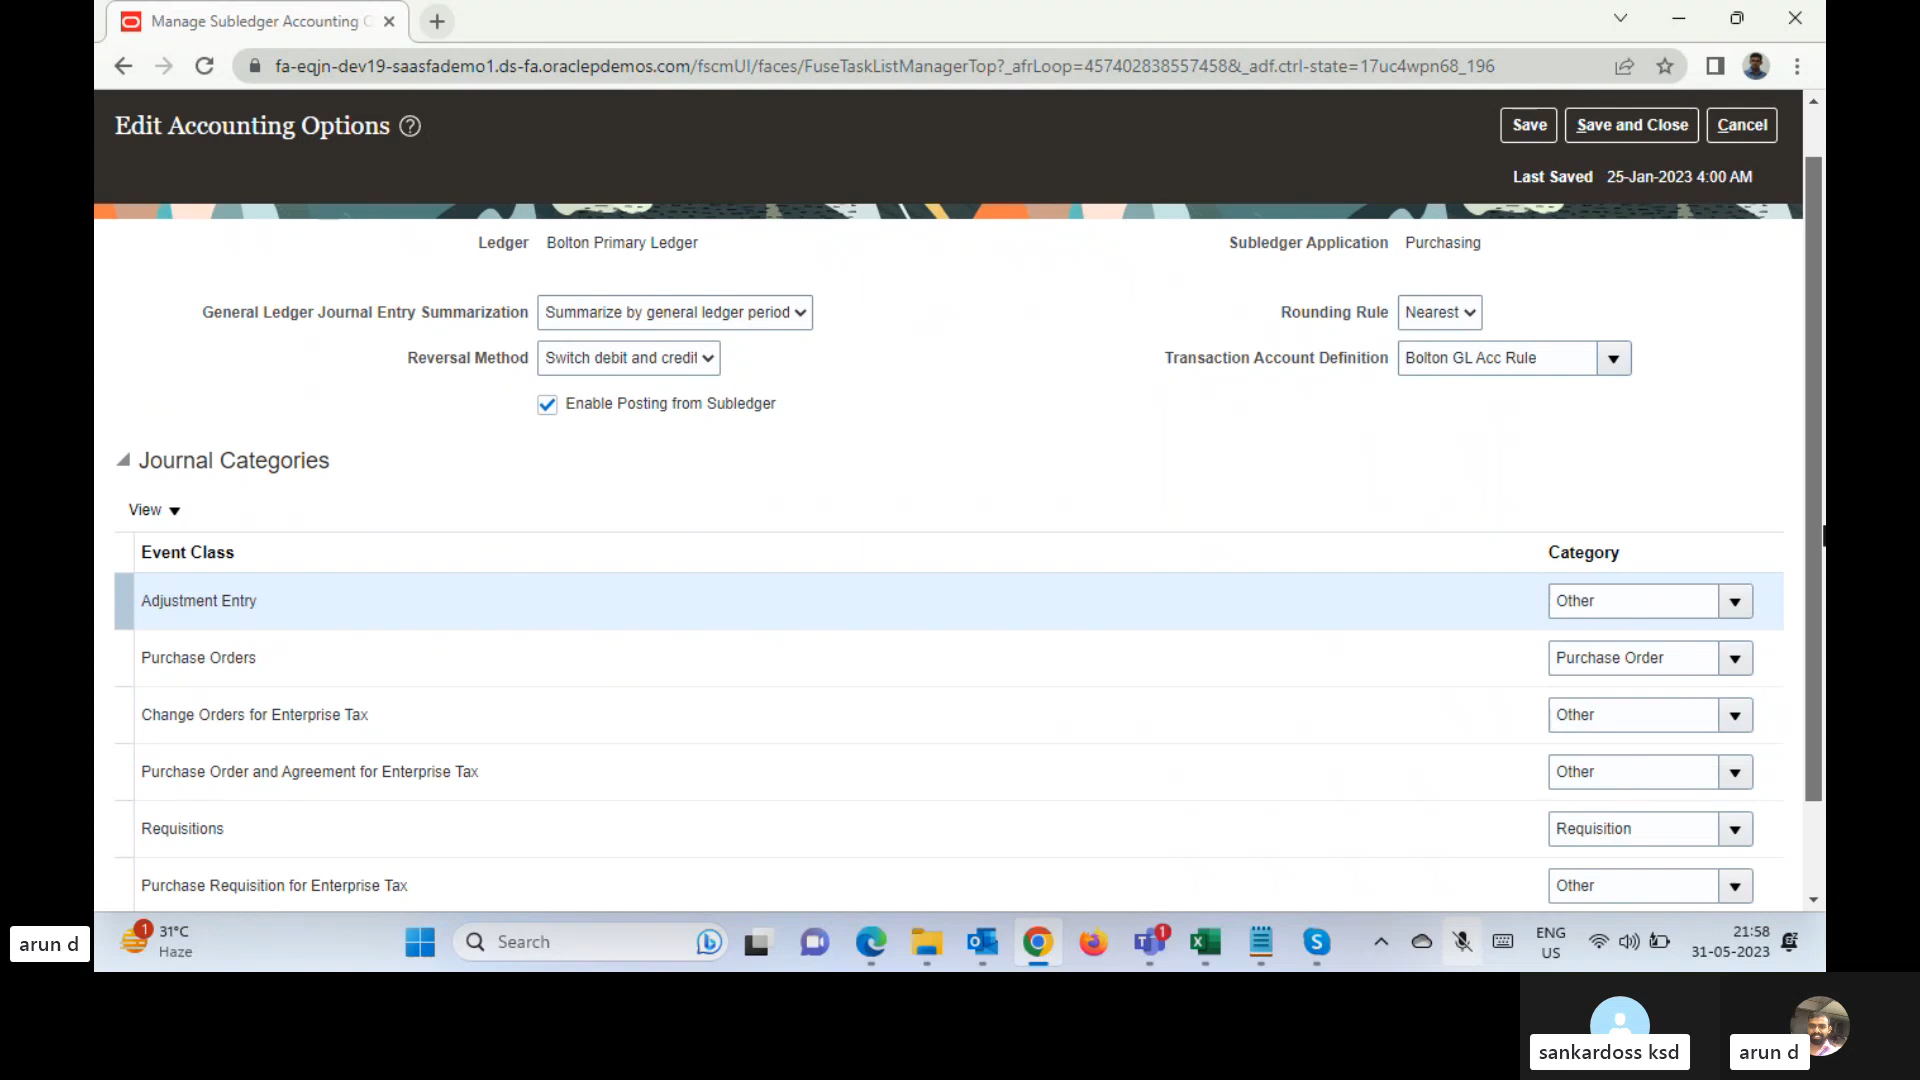 Manage Subledger Accounting O
fa-eqjn-dev19-saasfademo1.ds-fa.oraclepdemos.com/fscmUI/faces/FuseTaskListManagerTop?_afrLoop=4574028385574588&_adf.ctrl-state=17uc4wpn68_196
Edit Accounting Options ?
Save
Save and Close
Cancel
Last Saved 25-Jan-2023 4:00 AM
Ledger Bolton Primary Ledger
Subledger Application Purchasing
General Ledger Journal Entry Summarization Summarize by general ledger period
Rounding Rule Nearest
Reversal Method Switch debit and credit
Transaction Account Definition Bolton GL Acc Rule
Enable Posting from Subledger
Journal Categories
View
Event Class Category
Adjustment Entry Other
Purchase Orders Purchase Order
Change Orders for Enterprise Tax Other
Purchase Order and Agreement for Enterprise Tax Other
Requisitions Requisition
Purchase Requisition for Enterprise Tax Other
arun d
1
31°C
Haze
Search
1
ENG
US
21:58
31-05-2023
sankardoss ksd
arun d